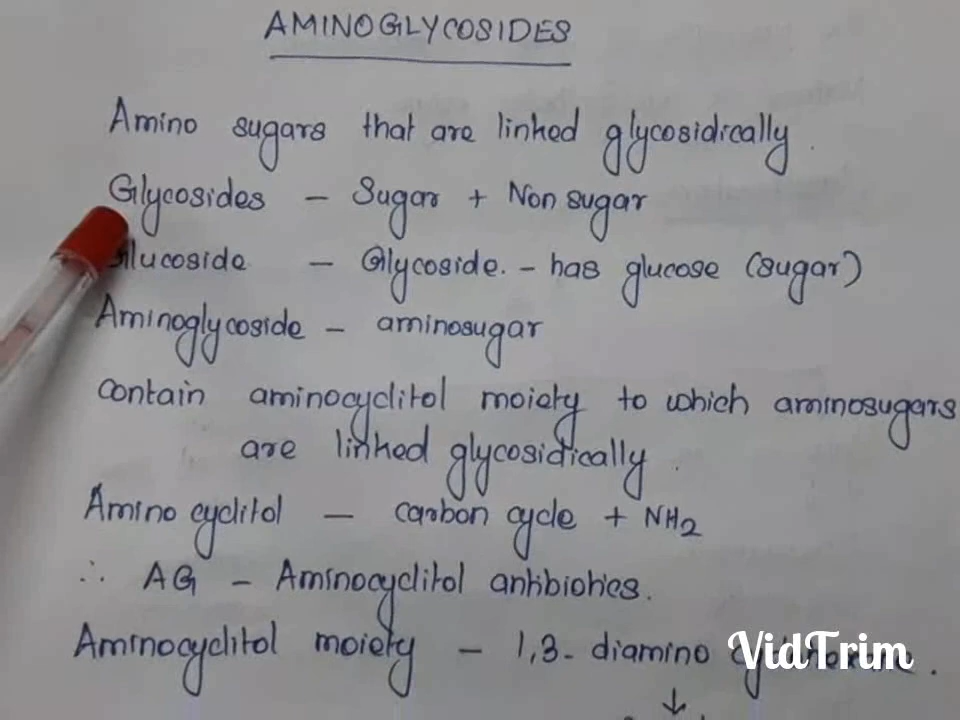 AMINOGLYCOSIDES
Amino sugars that are linked glycosidically.
Glycosides - Sugar + Non sugar
Glucoside - Glycoside. - has glucose (sugar)
Aminoglycoside - aminosugar
contain aminocyclitol moiety to which aminosugars
are linked glycosidically.
Amino cyclitol - carbon cycle + NH2
∴ AG - Aminocyclitol antibiotics.
Aminocyclitol moiety - 1,3- diamino
VidTrim
↓